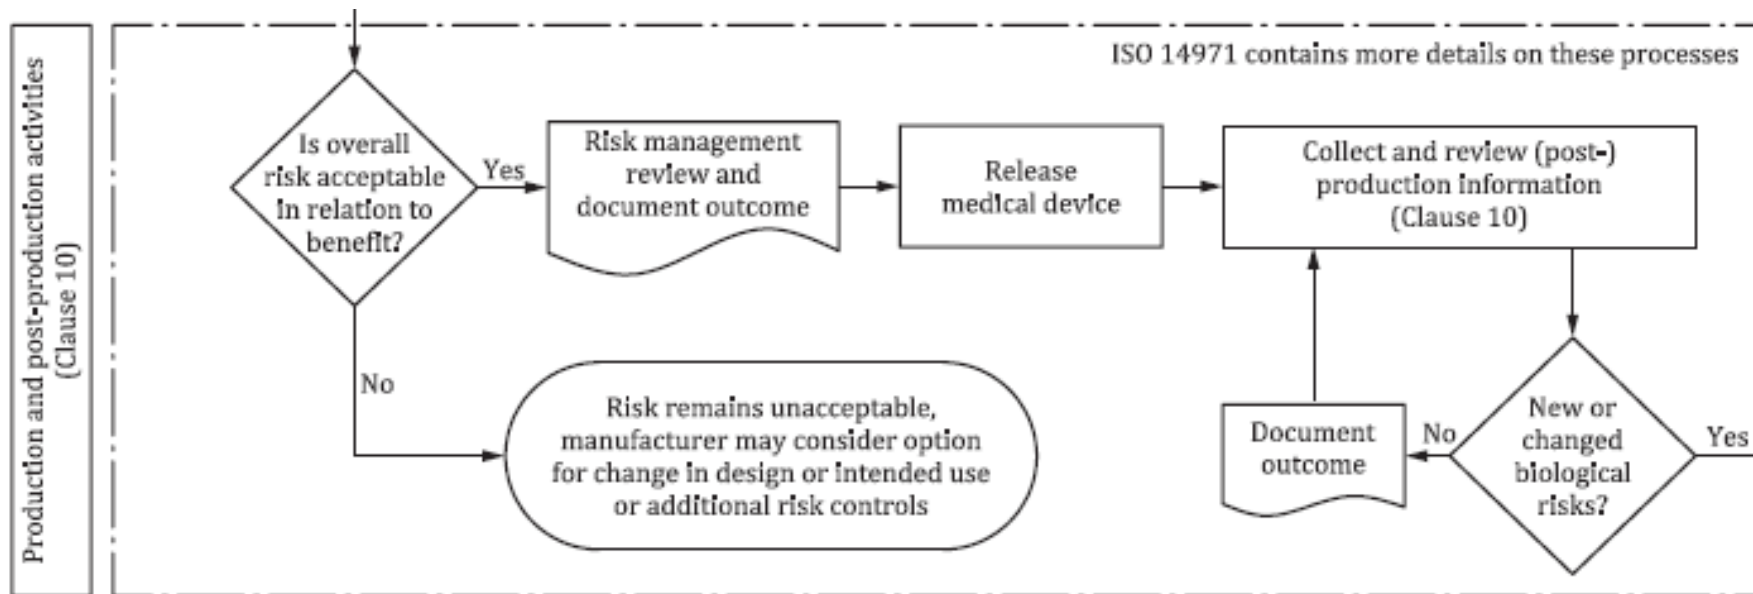 Production and post-production activities
(Clause 10)
ISO 14971 contains more details on these processes
Is overall
risk acceptable
in relation to
benefit?
Yes
Risk management
review and
document outcome
Release
medical device
Collect and review (post-)
production information
(Clause 10)
No
Risk remains unacceptable,
manufacturer may consider option
for change in design or intended use
or additional risk controls
Document
outcome
No
New or
changed
biological
risks?
Yes